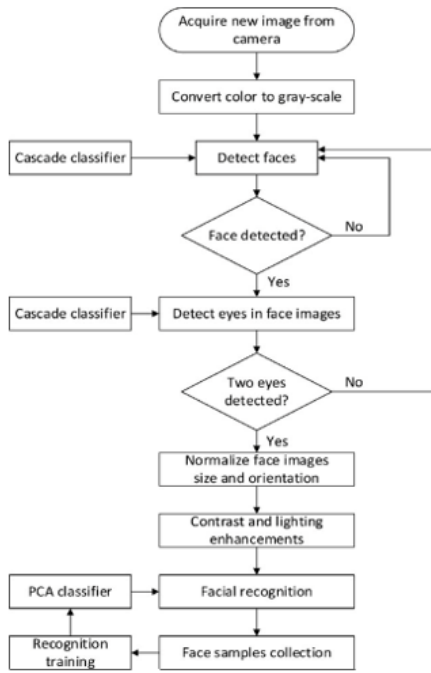 Acquire new image from
camera
Convert color to gray-scale
Cascade classifier
Detect faces
Face detected?
No
Yes
Cascade classifier
Detect eyes in face images
Two eyes
detected?
No
Yes
Normalize face images
size and orientation
Contrast and lighting
enhancements
PCA classifier
Facial recognition
Recognition
training
Face samples collection